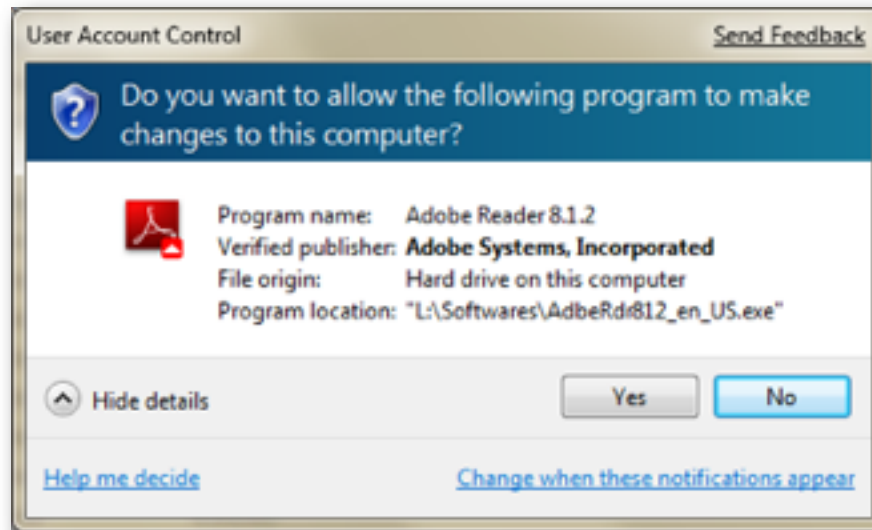 User Account Control
Send Feedback
Do you want to allow the following program to make
changes to this computer?
Program name: Adobe Reader 8.1.2
Verified publisher: Adobe Systems, Incorporated
File origin: Hard drive on this computer
Program location: "L:\Softwares\AdbeRdr812_en_US.exe"
Hide details
Yes
No
Help me decide
Change when these notifications appear